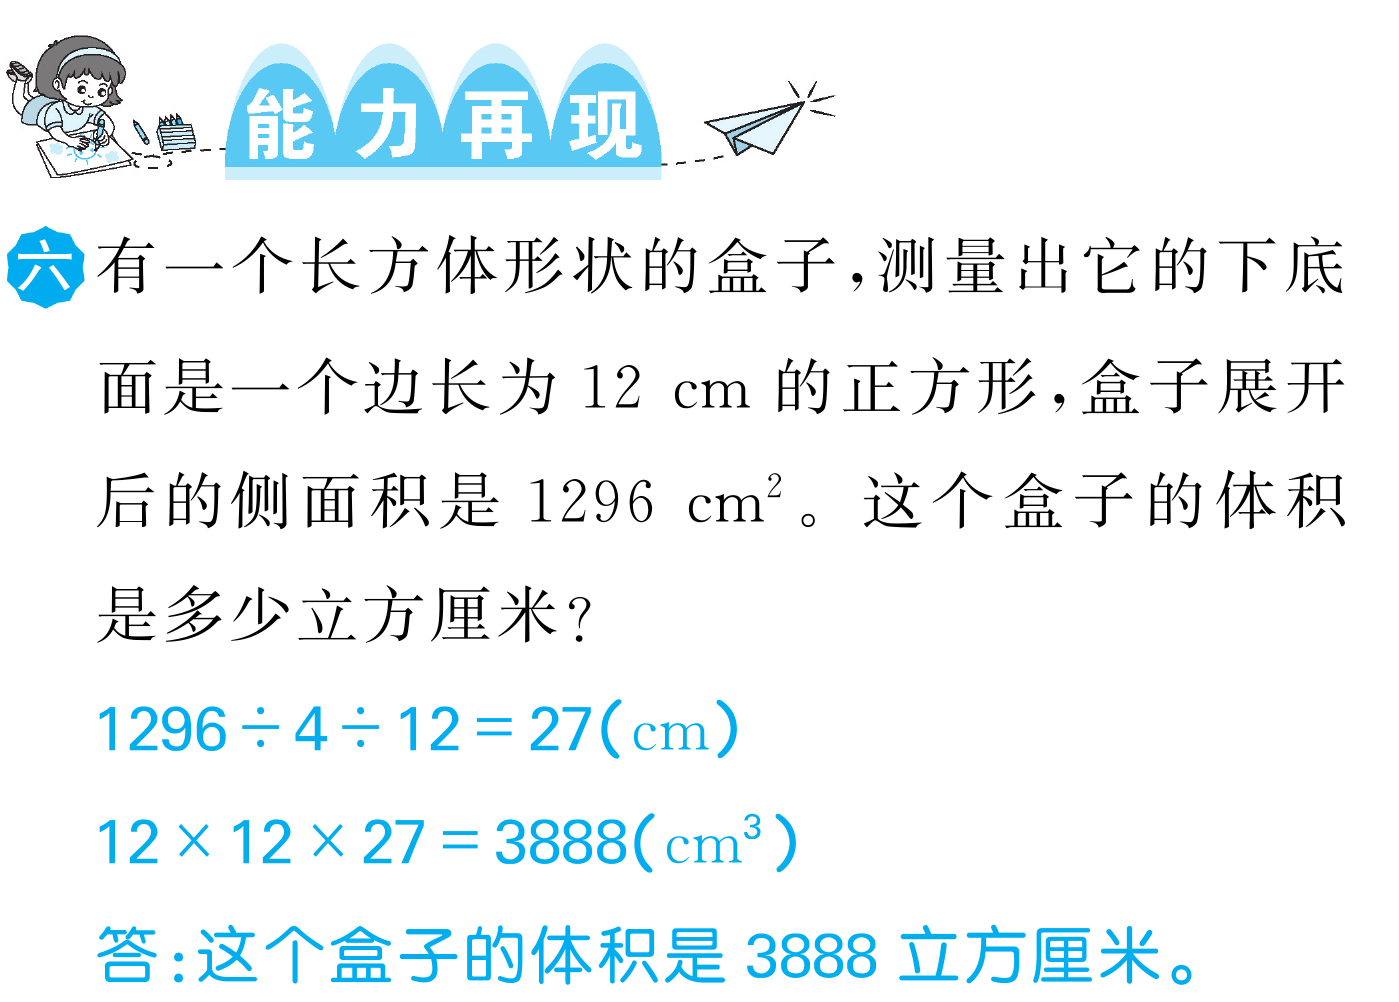 能力再现
六 有一个长方体形状的盒子,测量出它的下底
面是一个边长为 12 cm 的正方形,盒子展开
后的侧面积是 1296 cm²。这个盒子的体积
是多少立方厘米?
1296÷4÷12=27(cm)
12×12×27=3888(cm³)
答:这个盒子的体积是 3888 立方厘米。